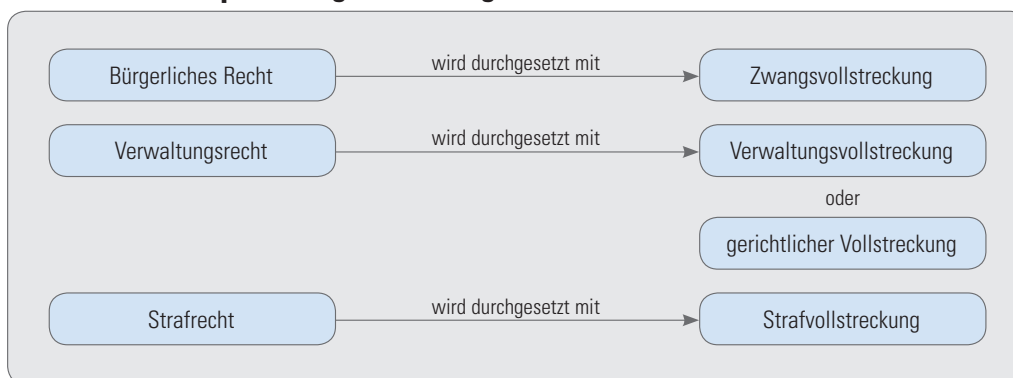 Bürgerliches Recht wird durchgesetzt mit Zwangsvollstreckung
Verwaltungsrecht wird durchgesetzt mit Verwaltungsvollstreckung
oder
gerichtlicher Vollstreckung
Strafrecht wird durchgesetzt mit Strafvollstreckung